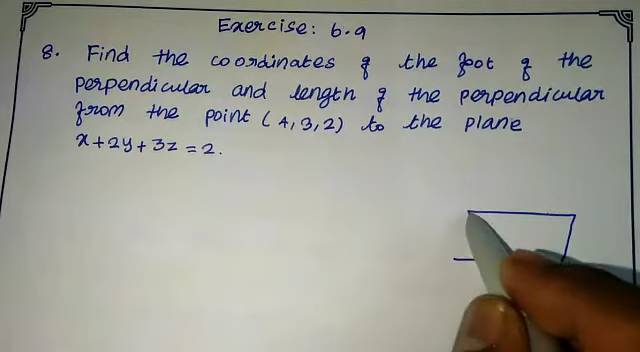 Exercise: 6.9
8. Find the coordinates of the foot of the
perpendicular and length of the perpendicular
from the point (4,3,2) to the plane
x+2y+3z=2.